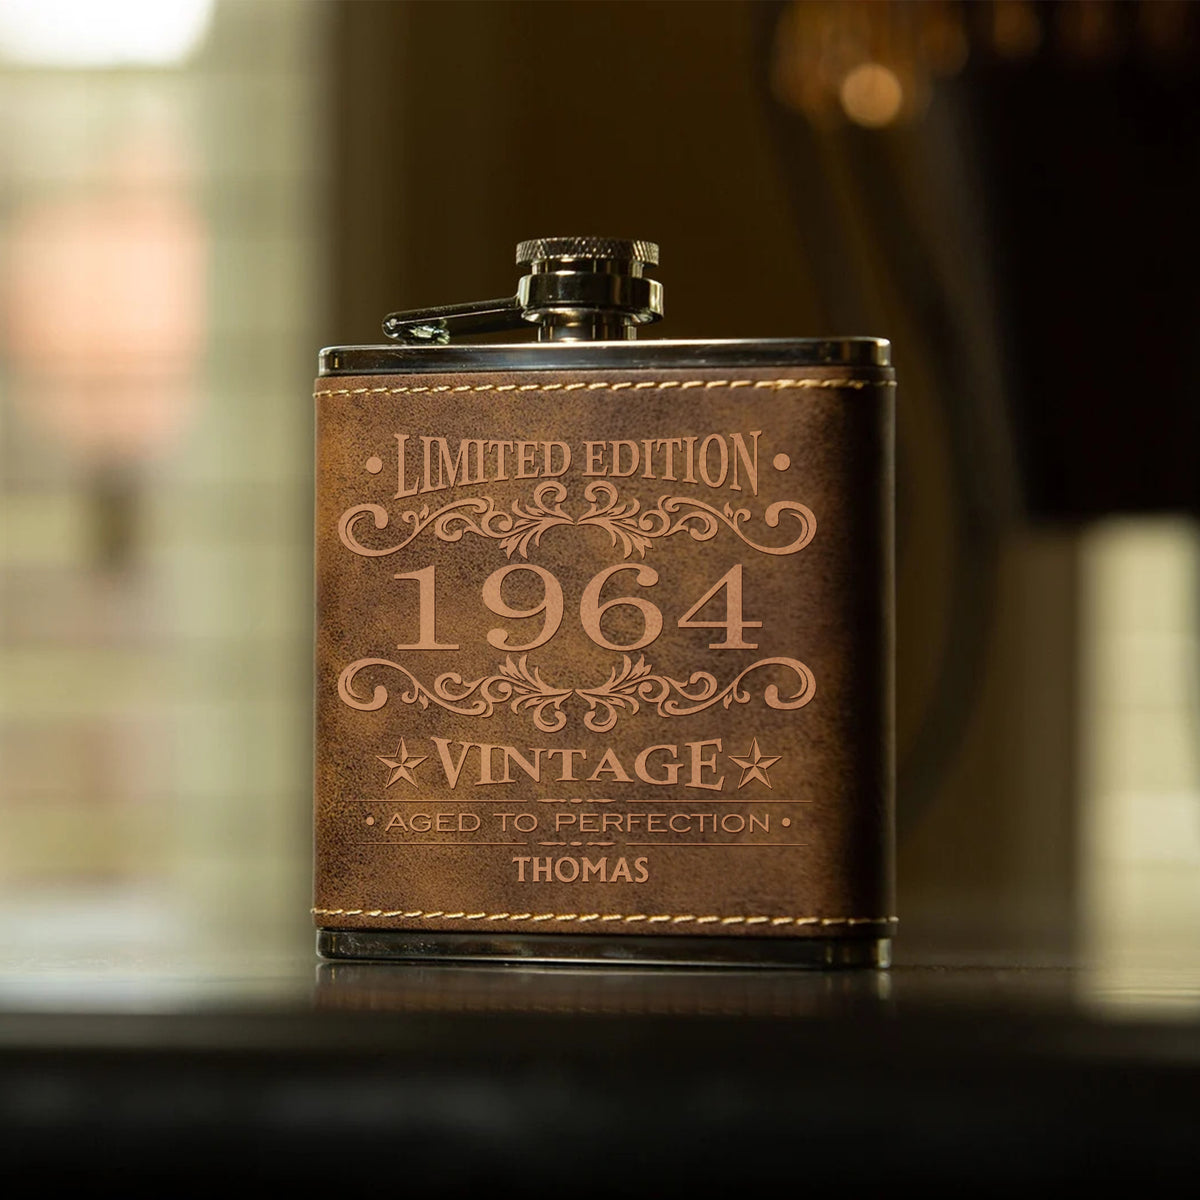 • LIMITED EDITION •
1964
VINTAGE
• AGED TO PERFECTION •
THOMAS